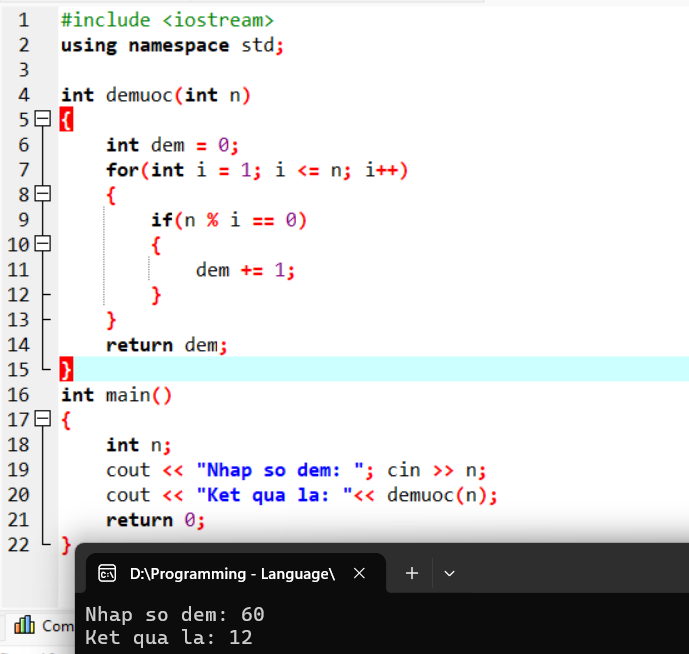 1 #include <iostream>
2 using namespace std;
3
4 int demuoc(int n)
5 {
6 int dem = 0;
7 for(int i = 1; i <= n; i++)
8 {
9 if(n % i == 0)
10 {
11 dem += 1;
12 }
13 }
14 return dem;
15 }
16 int main()
17 {
18 int n;
19 cout << "Nhap so dem: "; cin >> n;
20 cout << "Ket qua la: "<< demuoc(n);
21 return 0;
22 }
D:\Programming - Language\
Com
Nhap so dem: 60
Ket qua la: 12